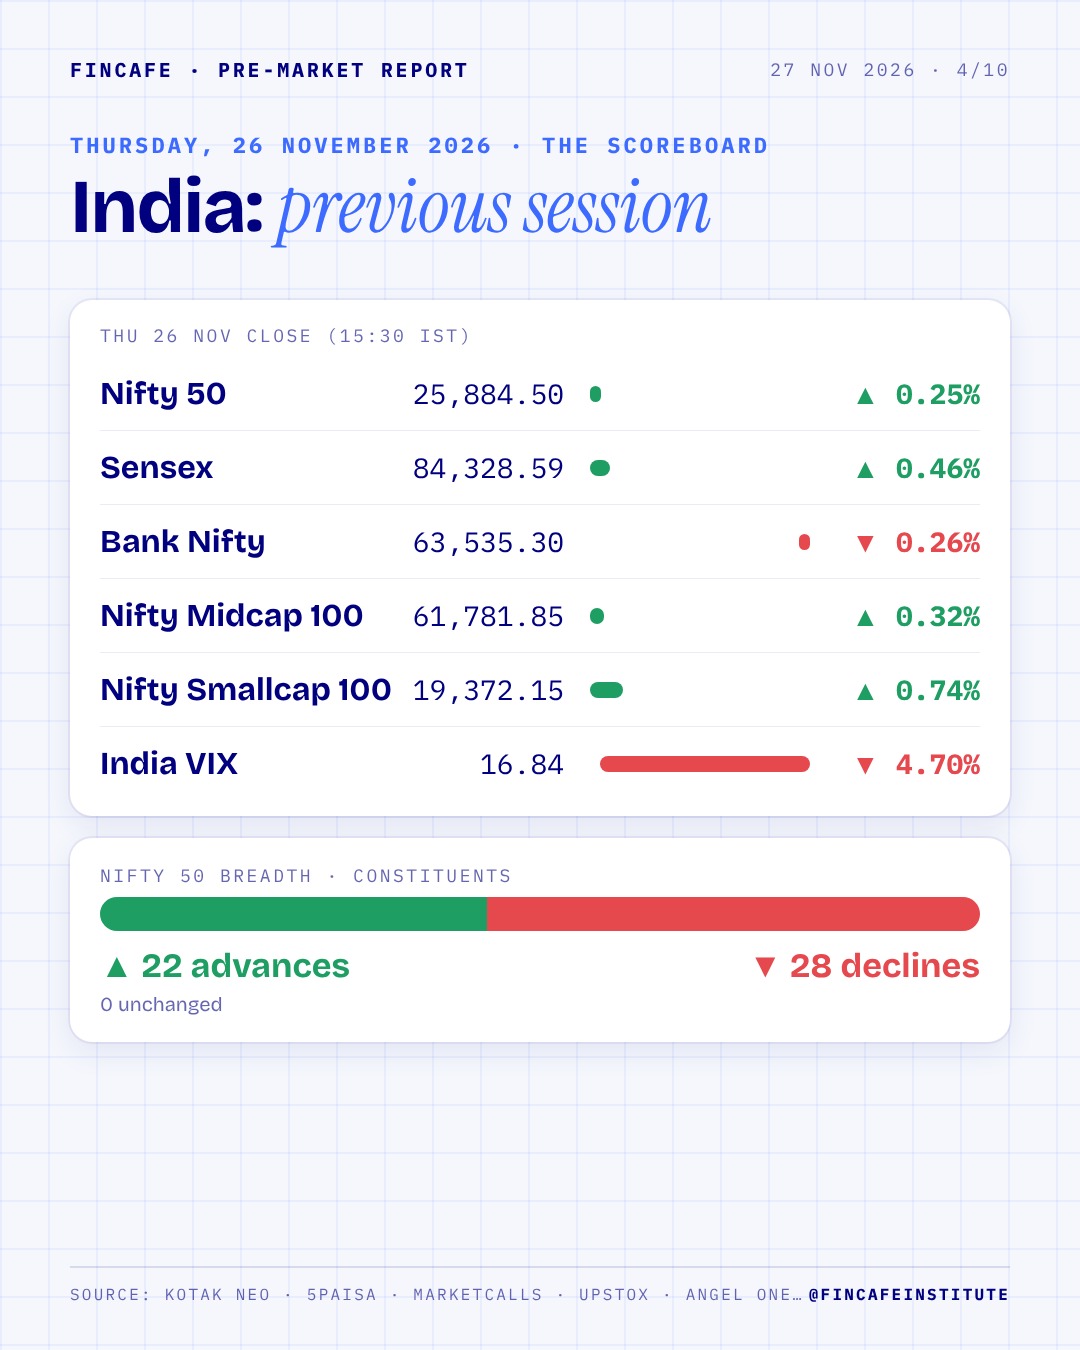 FINCAFE · PRE-MARKET REPORT
27 NOV 2026 · 4/10
THURSDAY, 26 NOVEMBER 2026 · THE SCOREBOARD
India: previous session
THU 26 NOV CLOSE (15:30 IST)
Nifty 50 25,884.50 ▲ 0.25%
Sensex 84,328.59 ▲ 0.46%
Bank Nifty 63,535.30 ▼ 0.26%
Nifty Midcap 100 61,781.85 ▲ 0.32%
Nifty Smallcap 100 19,372.15 ▲ 0.74%
India VIX 16.84 ▼ 4.70%
NIFTY 50 BREADTH · CONSTITUENTS
▲ 22 advances ▼ 28 declines
0 unchanged
SOURCE: KOTAK NEO · 5PAISA · MARKETCALLS · UPSTOX · ANGEL ONE… @FINCAFEINSTITUTE